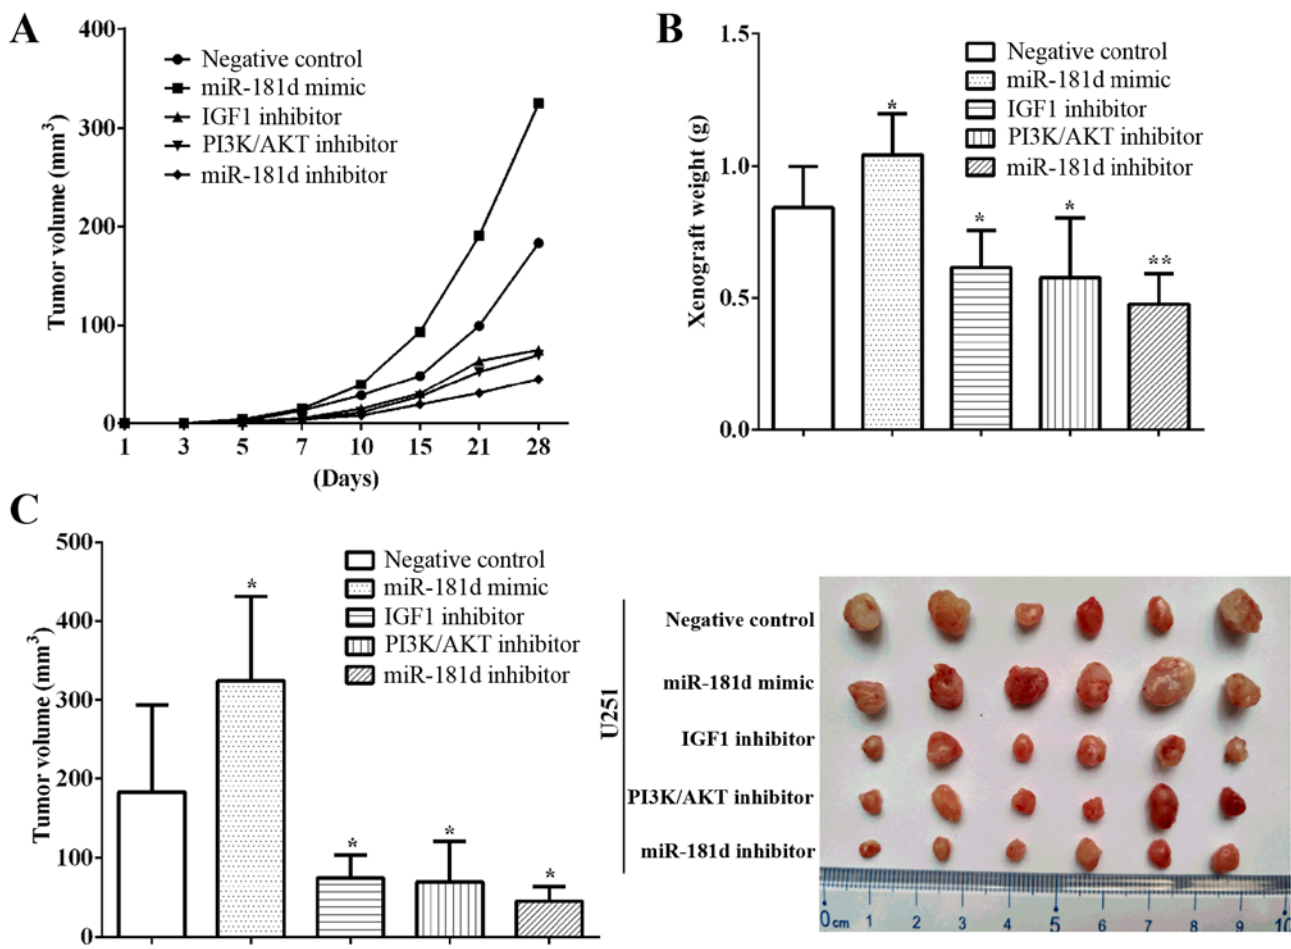 A
400
300
200
100
0
Tumor volume (mm3)
Negative control
miR-181d mimic
IGF1 inhibitor
PI3K/AKT inhibitor
miR-181d inhibitor
1 3 5 7 10 15 21 28
(Days)
B
1.5
1.0
0.5
0.0
Xenograft weight (g)
Negative control
miR-181d mimic
IGF1 inhibitor
PI3K/AKT inhibitor
miR-181d inhibitor
* * * **
C
500
400
300
200
100
0
Tumor volume (mm3)
Negative control
miR-181d mimic
IGF1 inhibitor
PI3K/AKT inhibitor
miR-181d inhibitor
* * * *
U251
Negative control
miR-181d mimic
IGF1 inhibitor
PI3K/AKT inhibitor
miR-181d inhibitor
0cm 1 2 3 4 5 6 7 8 9 10